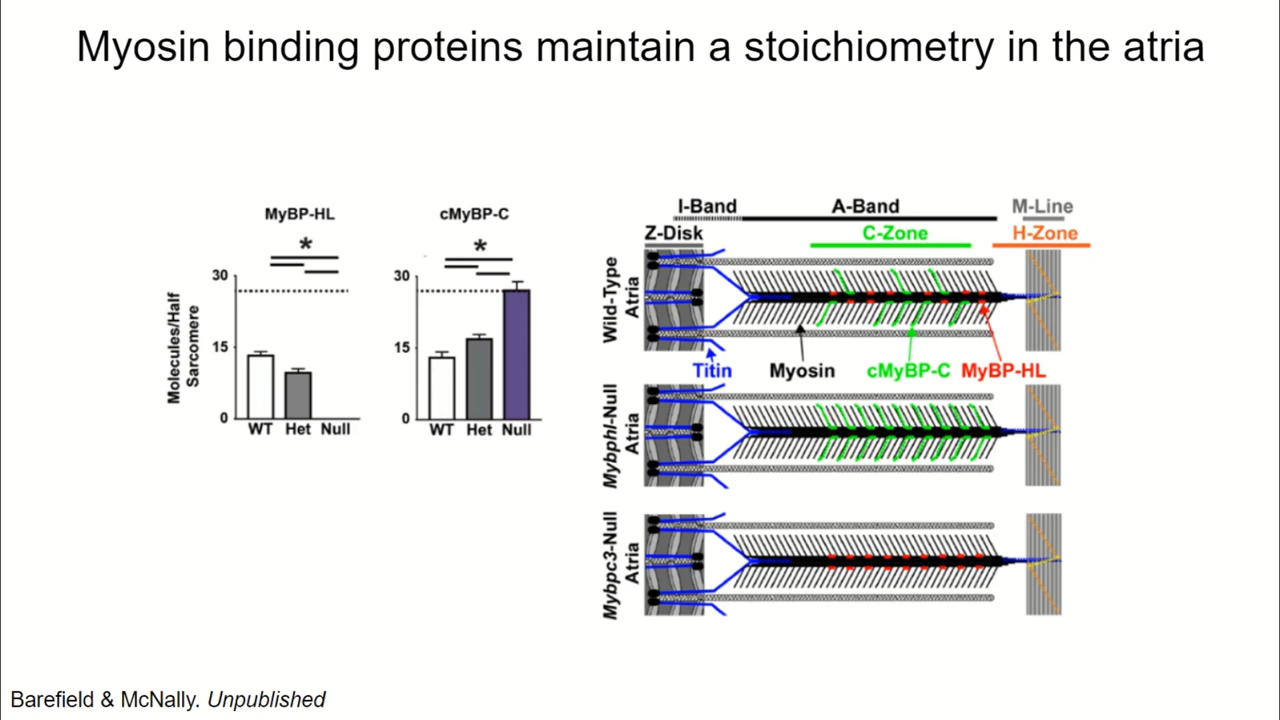 Myosin binding proteins maintain a stoichiometry in the atria
MyBP-HL
*
30
15
0
Molecules/Half
Sarcomere
WT Het Null
cMyBP-C
*
30
15
0
WT Het Null
I-Band A-Band M-Line
Z-Disk C-Zone H-Zone
Wild-Type
Atria
Titin Myosin cMyBP-C MyBP-HL
Mybphl-Null
Atria
Mybpc3-Null
Atria
Barefield & McNally. Unpublished